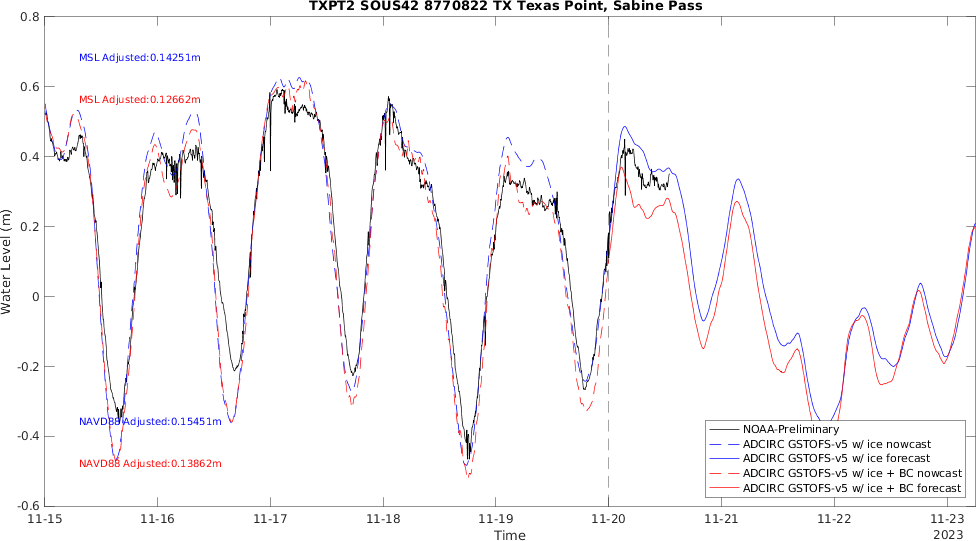 TXPT2 SOUS42 8770822 TX Texas Point, Sabine Pass
0.8
0.6
0.4
0.2
0
-0.2
-0.4
-0.6
Water Level (m)
MSL Adjusted:0.14251m
MSL Adjusted:0.12662m
NAVD88 Adjusted:0.15451m
NAVD88 Adjusted:0.13862m
NOAA-Preliminary
ADCIRC GSTOFS-v5 w/ ice nowcast
ADCIRC GSTOFS-v5 w/ ice forecast
ADCIRC GSTOFS-v5 w/ ice + BC nowcast
ADCIRC GSTOFS-v5 w/ ice + BC forecast
11-15 11-16 11-17 11-18 11-19 11-20 11-21 11-22 11-23
Time
2023